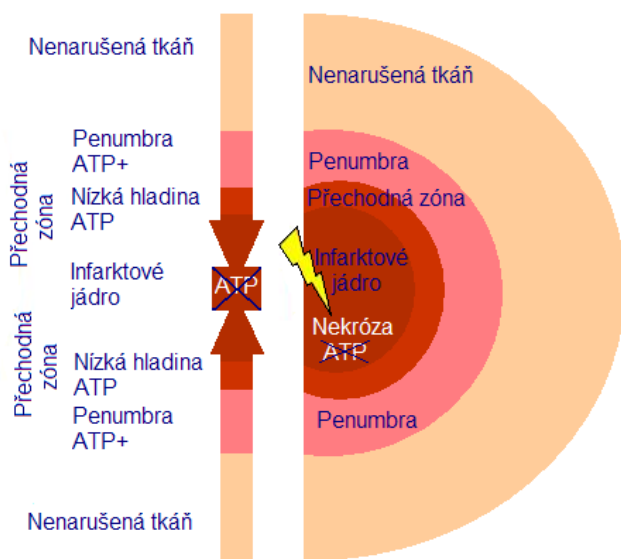 Nenarušená tkáň
Penumbra
ATP+
Přechodná
zóna
Nízká hladina
ATP
Infarktové
jádro
ATP
Přechodná
zóna
Nízká hladina
ATP
Penumbra
ATP+
Nenarušená tkáň
Nenarušená tkáň
Penumbra
Přechodná zóna
Infarktové
jádro
Nekróza
ATP
Penumbra